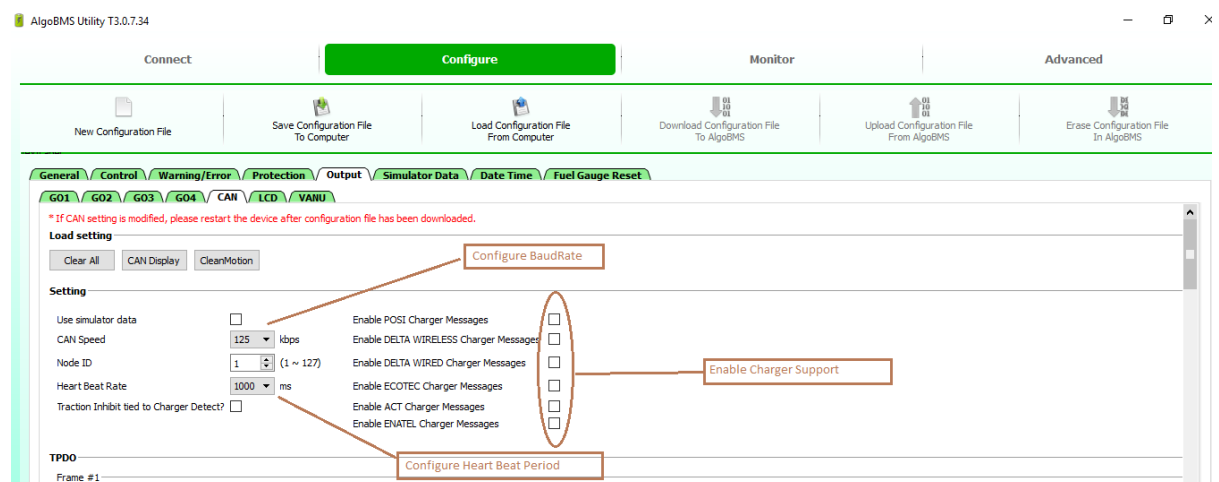 AlgoBMS Utility T3.0.7.34
Connect
Configure
Monitor
Advanced
New Configuration File
Save Configuration File
To Computer
Load Configuration File
From Computer
Download Configuration File
To AlgoBMS
Upload Configuration File
From AlgoBMS
Erase Configuration File
In AlgoBMS
General Control Warning/Error Protection Output Simulator Data Date Time Fuel Gauge Reset
GO1 GO2 GO3 GO4 CAN LCD VANU
* If CAN setting is modified, please restart the device after configuration file has been downloaded.
Load setting
Clear All CAN Display CleanMotion
Configure BaudRate
Setting
Use simulator data
Enable POSI Charger Messages
CAN Speed 125 kbps
Enable DELTA WIRELESS Charger Messages
Node ID 1 (1 ~ 127)
Enable DELTA WIRED Charger Messages
Enable Charger Support
Heart Beat Rate 1000 ms
Enable ECOTEC Charger Messages
Traction Inhibit tied to Charger Detect?
Enable ACT Charger Messages
Enable ENATEL Charger Messages
TPDO
Configure Heart Beat Period
Frame #1